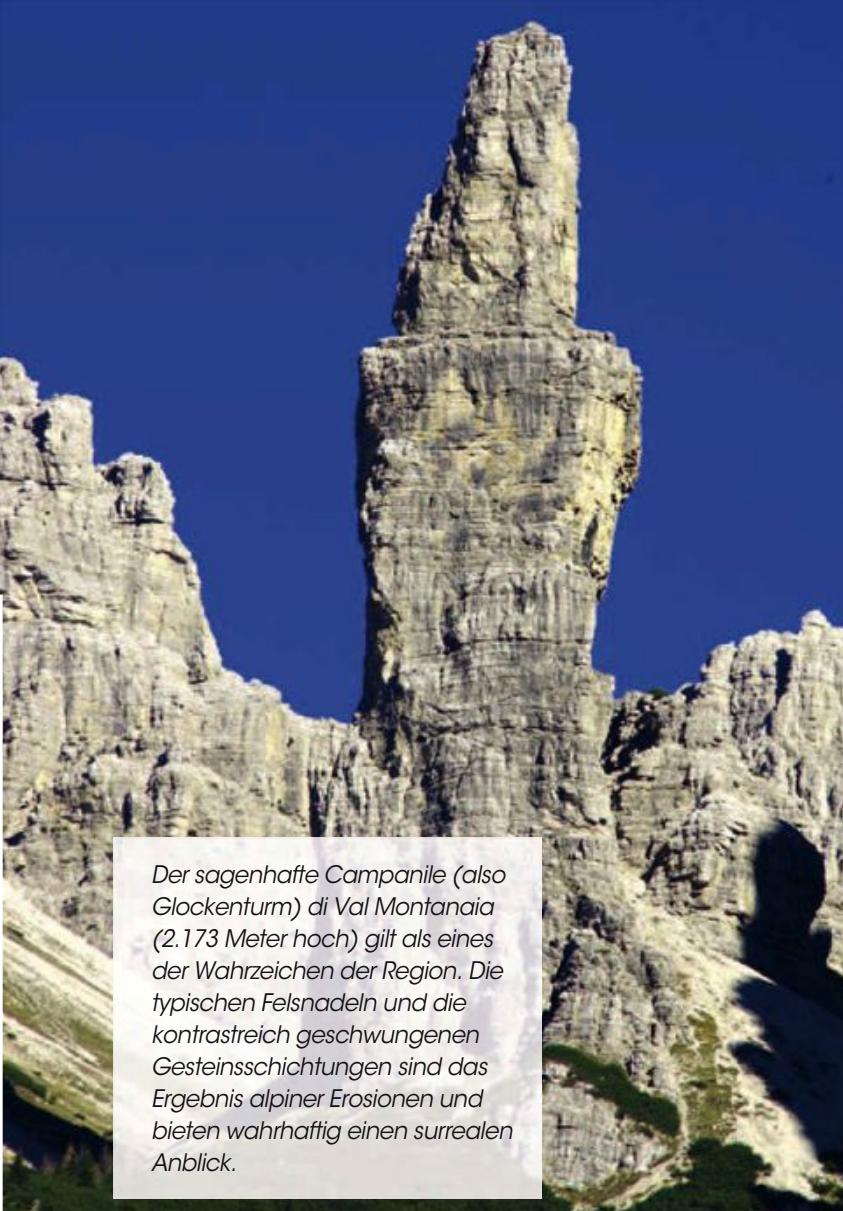 Der sagenhafte Campanile (also
Glockenturm) di Val Montanaia
(2.173 Meter hoch) gilt als eines
der Wahrzeichen der Region. Die
typischen Felsnadeln und die
kontrastreich geschwungenen
Gesteinsschichtungen sind das
Ergebnis alpiner Erosionen und
bieten wahrhaftig einen surrealen
Anblick.